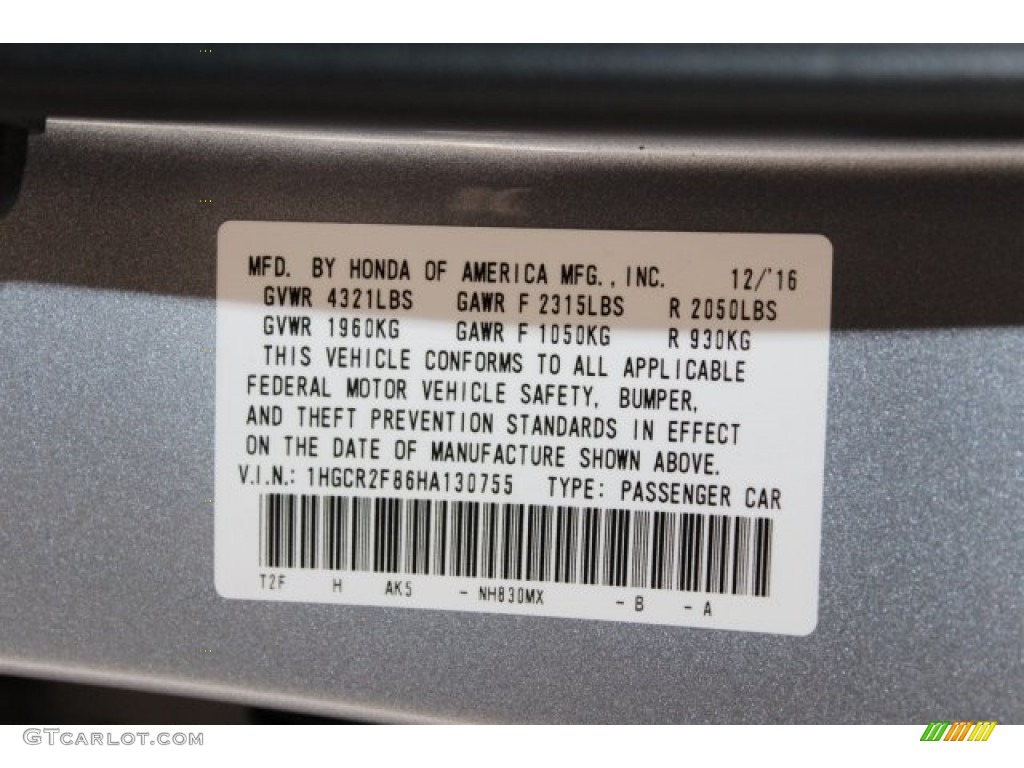 MFD. BY HONDA OF AMERICA MFG., INC. 12/'16
GVWR 4321LBS GAWR F 2315LBS R 2050LBS
GVWR 1960KG GAWR F 1050KG R 930KG
THIS VEHICLE CONFORMS TO ALL APPLICABLE
FEDERAL MOTOR VEHICLE SAFETY, BUMPER,
AND THEFT PREVENTION STANDARDS IN EFFECT
ON THE DATE OF MANUFACTURE SHOWN ABOVE.
V.I.N.: 1HGCR2F86HA130755 TYPE: PASSENGER CAR
T2F H AK5 - NH830MX - B - A
GTcarlot.com